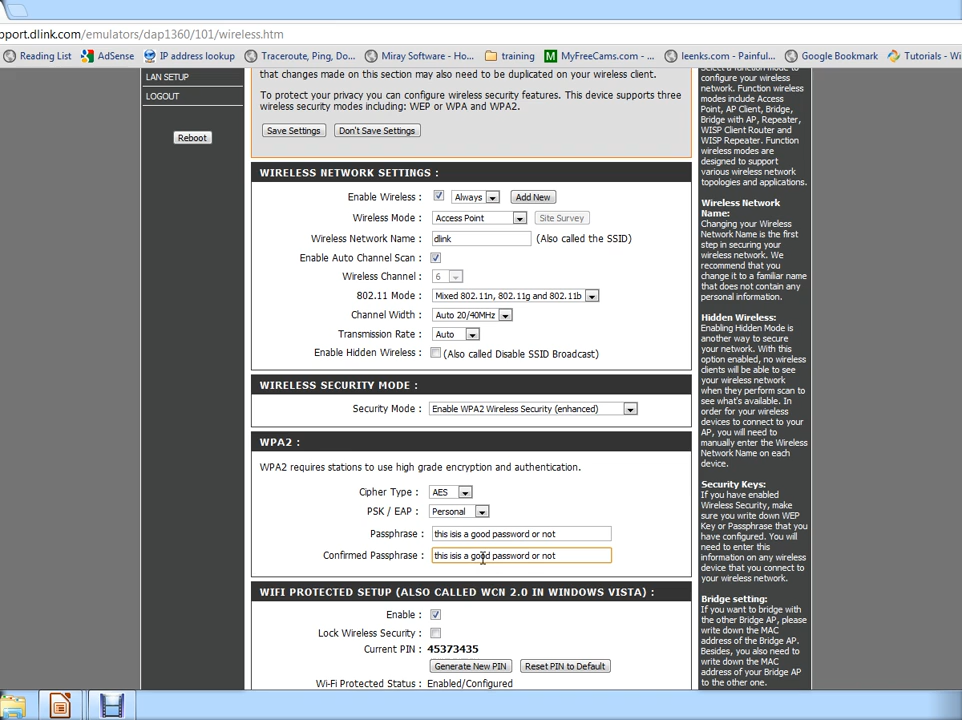 pport.dlink.com/emulators/dap1360/101/wireless.htm
Reading List AdSense IP address lookup Traceroute, Ping, Do... Miray Software - Ho... training MyFreeCams.com - ... leenks.com - Painful... Google Bookmark Tutorials - Wi
LAN SETUP
LOGOUT
Reboot
that changes made on this section may also need to be duplicated on your wireless client.
To protect your privacy you can configure wireless security features. This device supports three
wireless security modes including: WEP or WPA and WPA2.
Save Settings Don't Save Settings
WIRELESS NETWORK SETTINGS :
Enable Wireless : Always Add New
Wireless Mode : Access Point Site Survey
Wireless Network Name : dlink (Also called the SSID)
Enable Auto Channel Scan :
Wireless Channel : 6
802.11 Mode : Mixed 802.11n, 802.11g and 802.11b
Channel Width : Auto 20/40MHz
Transmission Rate : Auto
Enable Hidden Wireless : (Also called Disable SSID Broadcast)
WIRELESS SECURITY MODE :
Security Mode : Enable WPA2 Wireless Security (enhanced)
WPA2 :
WPA2 requires stations to use high grade encryption and authentication.
Cipher Type : AES
PSK / EAP : Personal
Passphrase : this isis a good password or not
Confirmed Passphrase : this isis a good password or not
WIFI PROTECTED SETUP (ALSO CALLED WCN 2.0 IN WINDOWS VISTA) :
Enable :
Lock Wireless Security :
Current PIN : 45373435
Generate New PIN Reset PIN to Default
Wi-Fi Protected Status : Enabled/Configured
configure your wireless
network. Function wireless
modes include Access
Point, AP Client, Bridge,
Bridge with AP, Repeater,
WISP Client Router and
WISP Repeater. Function
wireless modes are
designed to support
various wireless network
topologies and applications.
Wireless Network
Name:
Changing your Wireless
Network Name is the first
step in securing your
wireless network. We
recommend that you
change it to a familiar name
that does not contain any
personal information.
Hidden Wireless:
Enabling Hidden Mode is
another way to secure
your network. With this
option enabled, no wireless
clients will be able to see
your wireless network
when they perform scan to
see what's available. In
order for your wireless
devices to connect to your
AP, you will need to
manually enter the Wireless
Network Name on each
device.
Security Keys:
If you have enabled
Wireless Security, make
sure you write down WEP
Key or Passphrase that you
have configured. You will
need to enter this
information on any wireless
device that you connect to
your wireless network.
Bridge setting:
If you want to bridge with
the other Bridge AP, please
write down the MAC
address of the Bridge AP.
Besides, you also need to
write down the MAC
address of your Bridge AP
to the other one.